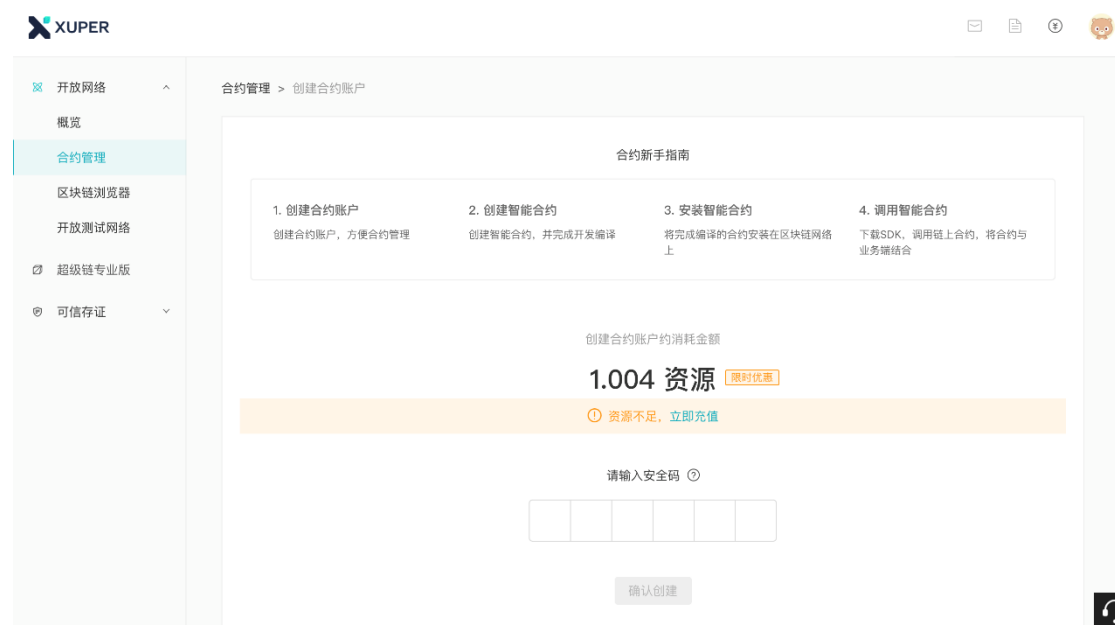 XUPER
开放网络
概览
合约管理
区块链浏览器
开放测试网络
超级链专业版
可信存证
合约管理 > 创建合约账户
合约新手指南
1. 创建合约账户
创建合约账户，方便合约管理
2. 创建智能合约
创建智能合约，并完成开发编译
3. 安装智能合约
将完成编译的合约安装在区块链网络
上
4. 调用智能合约
下载SDK，调用链上合约，将合约与
业务端结合
创建合约账户约消耗金额
1.004 资源 限时优惠
资源不足，立即充值
请输入安全码
确认创建